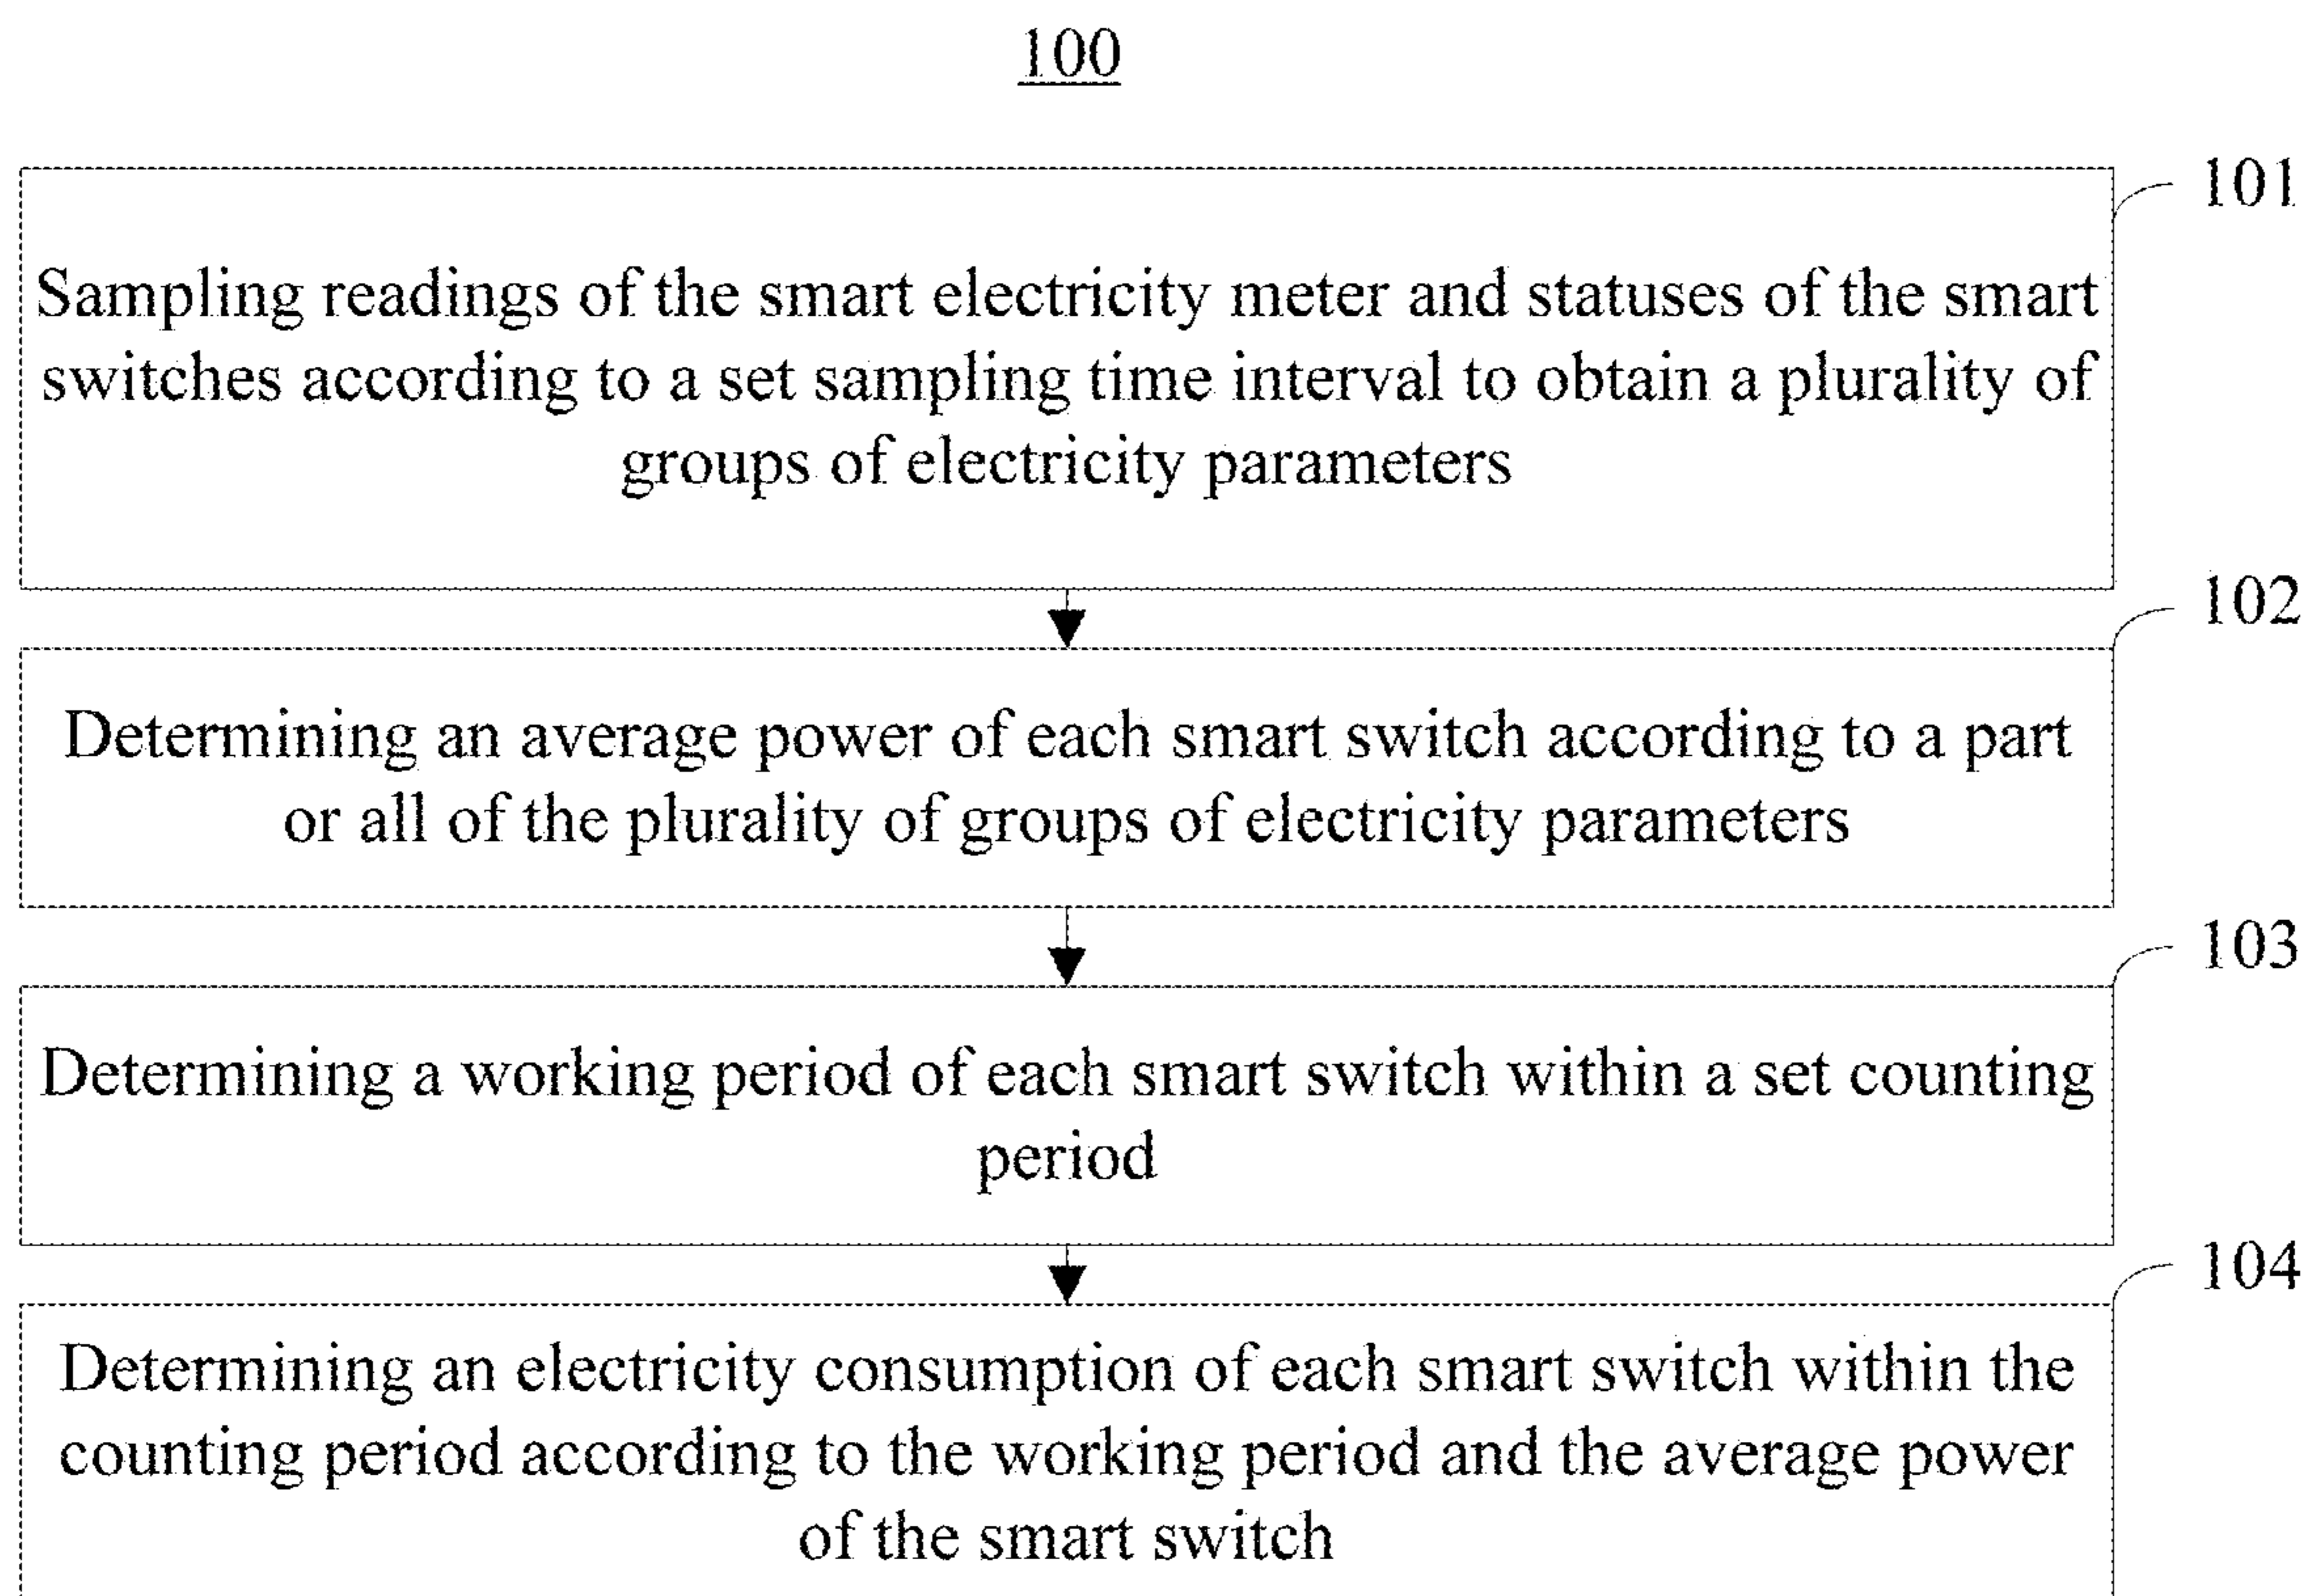 100
101
Sampling readings of the smart electricity meter and statuses of the smart
switches according to a set sampling time interval to obtain a plurality of
groups of electricity parameters
102
Determining an average power of each smart switch according to a part
or all of the plurality of groups of electricity parameters
103
Determining a working period of each smart switch within a set counting
period
104
Determining an electricity consumption of each smart switch within the
counting period according to the working period and the average power
of the smart switch